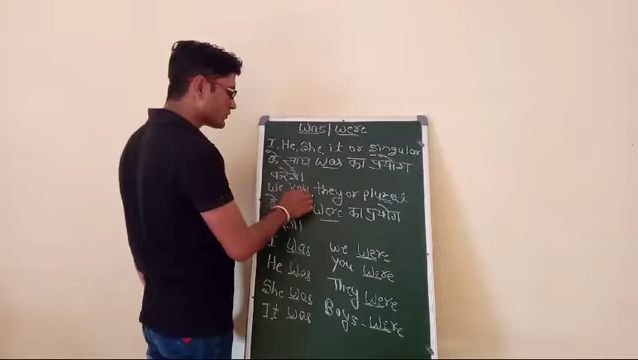 Was/were
I, He, She it or Singular
के साथ Was का प्रयोग
करेंगे।
We You, they or plural
Were का प्रयोग
I Was we Were
He Was You Were
She Was They Were
It Was Boys - Were